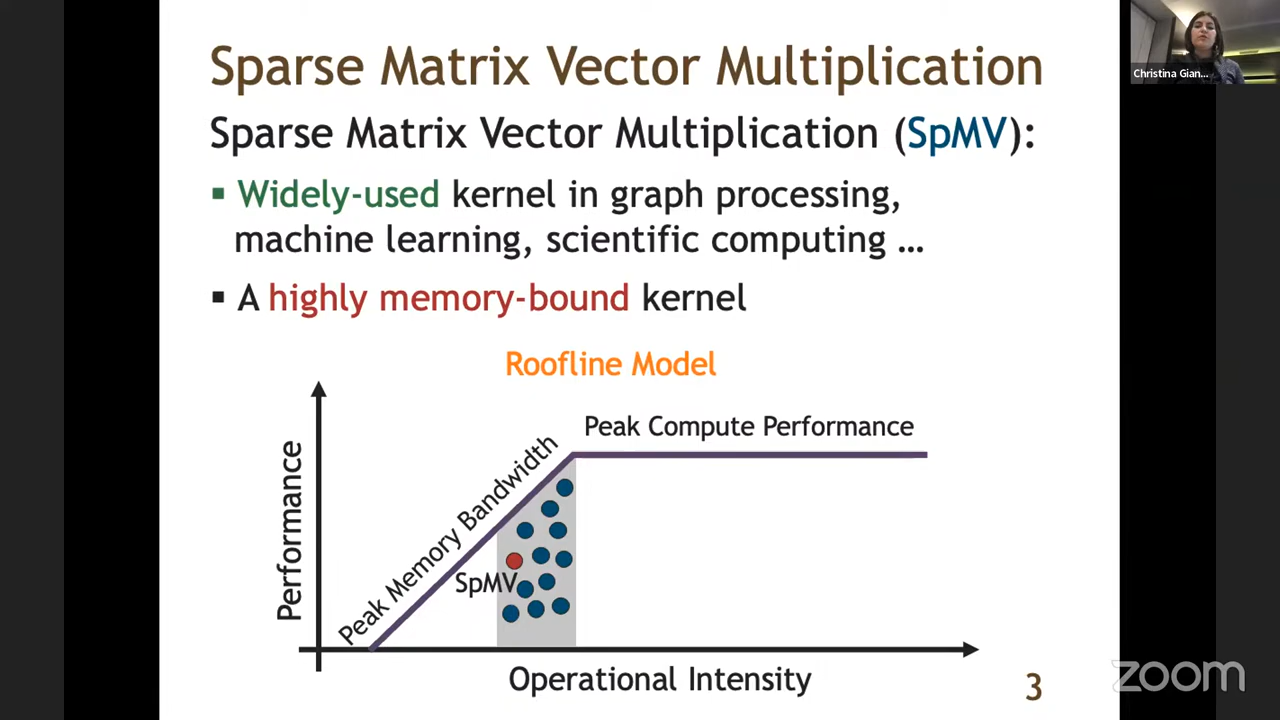 Sparse Matrix Vector Multiplication
Sparse Matrix Vector Multiplication (SpMV):
▪ Widely-used kernel in graph processing,
machine learning, scientific computing …
▪ A highly memory-bound kernel
Roofline Model
Peak Compute Performance
Peak Memory Bandwidth
Performance
SpMV
Operational Intensity
3
Christina Gian...
zoom